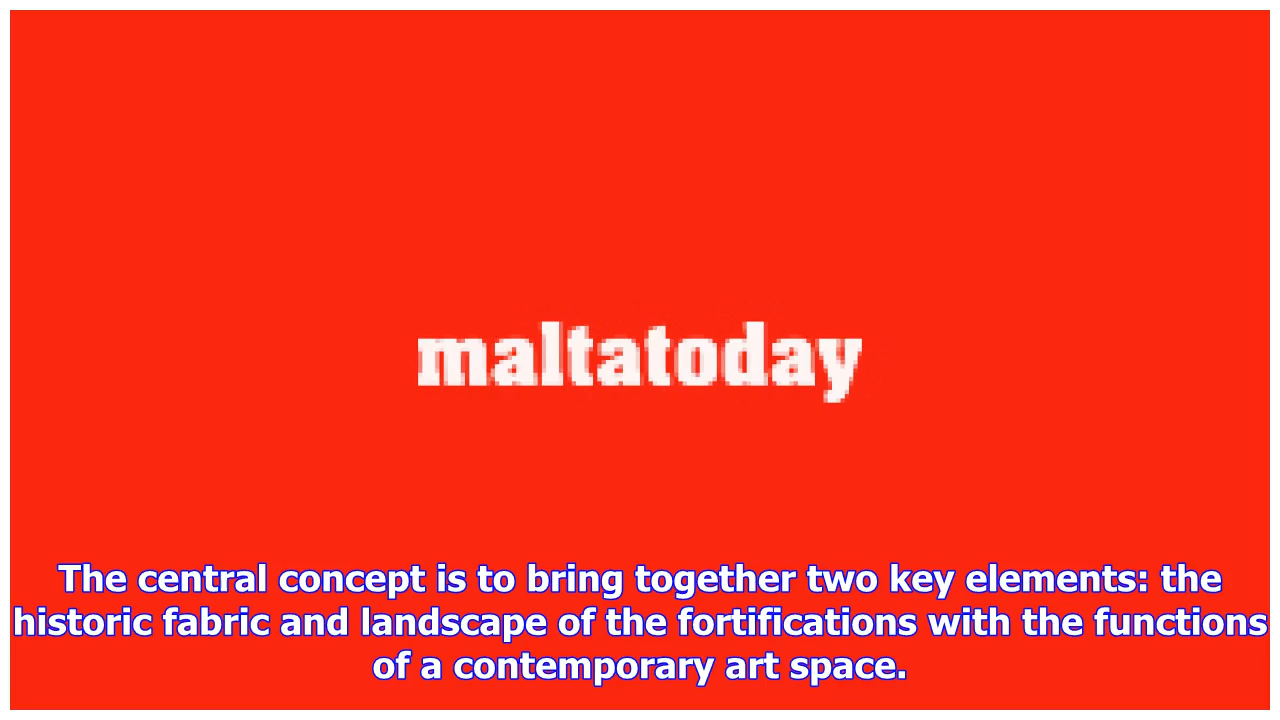 maltatoday
The central concept is to bring together two key elements: the
historic fabric and landscape of the fortifications with the functions
of a contemporary art space.